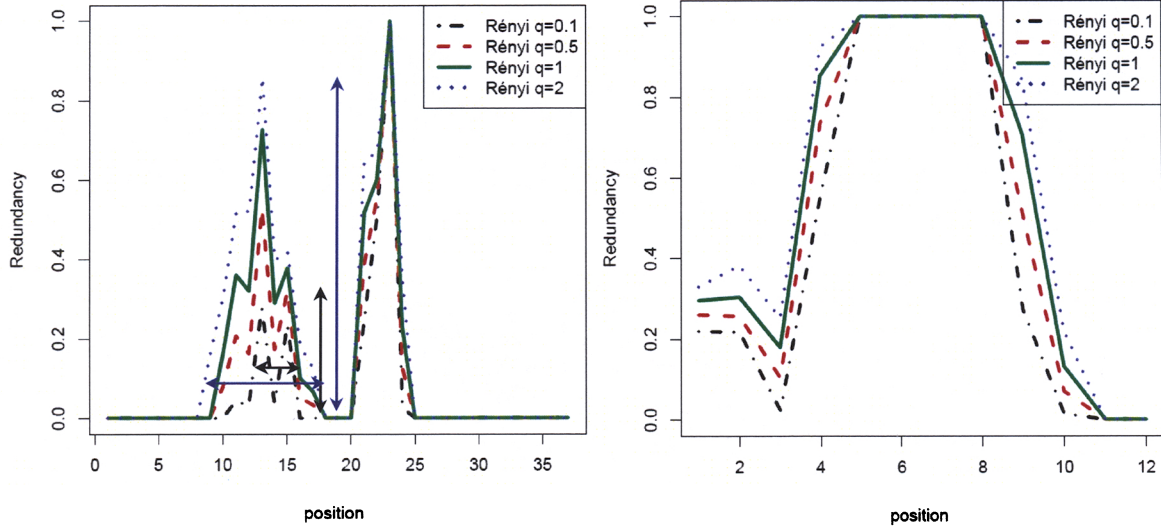 Rényi q=0.1
Rényi q=0.5
Rényi q=1
Rényi q=2
Redundancy
0.0 0.2 0.4 0.6 0.8 1.0
0 5 10 15 20 25 30 35
position
Rényi q=0.1
Rényi q=0.5
Rényi q=1
Rényi q=2
Redundancy
0.0 0.2 0.4 0.6 0.8 1.0
2 4 6 8 10 12
position